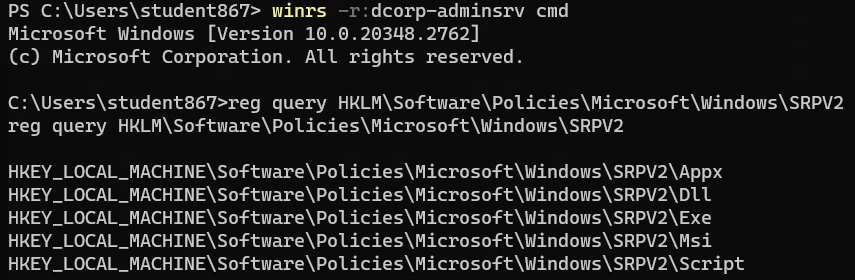 PS C:\Users\student867> winrs -r:dcorp-adminsrv cmd
Microsoft Windows [Version 10.0.20348.2762]
(c) Microsoft Corporation. All rights reserved.
C:\Users\student867>reg query HKLM\Software\Policies\Microsoft\Windows\SRPV2
reg query HKLM\Software\Policies\Microsoft\Windows\SRPV2
HKEY_LOCAL_MACHINE\Software\Policies\Microsoft\Windows\SRPV2\Appx
HKEY_LOCAL_MACHINE\Software\Policies\Microsoft\Windows\SRPV2\Dll
HKEY_LOCAL_MACHINE\Software\Policies\Microsoft\Windows\SRPV2\Exe
HKEY_LOCAL_MACHINE\Software\Policies\Microsoft\Windows\SRPV2\Msi
HKEY_LOCAL_MACHINE\Software\Policies\Microsoft\Windows\SRPV2\Script